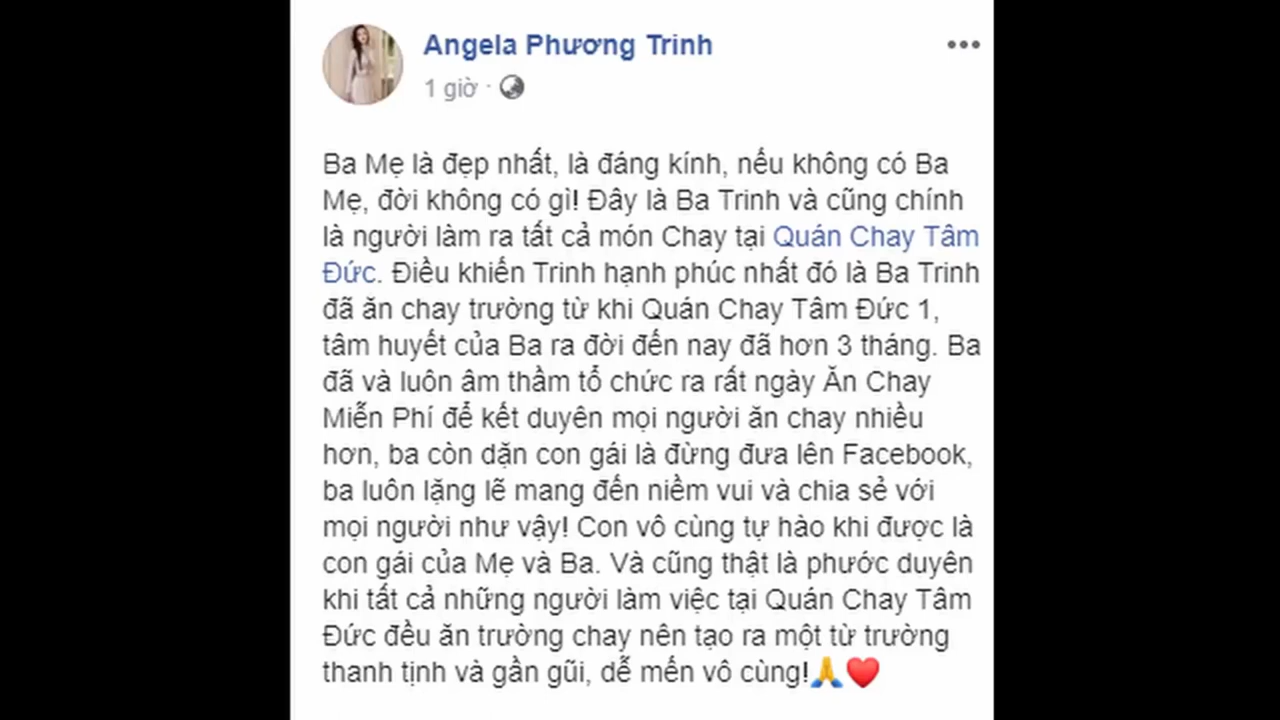 Angela Phương Trinh
1 giờ ·
Ba Mẹ là đẹp nhất, là đáng kính, nếu không có Ba
Mẹ, đời không có gì! Đây là Ba Trinh và cũng chính
là người làm ra tất cả món Chay tại Quán Chay Tâm
Đức. Điều khiến Trinh hạnh phúc nhất đó là Ba Trinh
đã ăn chay trường từ khi Quán Chay Tâm Đức 1,
tâm huyết của Ba ra đời đến nay đã hơn 3 tháng. Ba
đã và luôn âm thầm tổ chức ra rất ngày Ăn Chay
Miễn Phí để kết duyên mọi người ăn chay nhiều
hơn, ba còn dặn con gái là đừng đưa lên Facebook,
ba luôn lặng lẽ mang đến niềm vui và chia sẻ với
mọi người như vậy! Con vô cùng tự hào khi được là
con gái của Mẹ và Ba. Và cũng thật là phước duyên
khi tất cả những người làm việc tại Quán Chay Tâm
Đức đều ăn trường chay nên tạo ra một từ trường
thanh tịnh và gần gũi, dễ mến vô cùng!🙏❤️